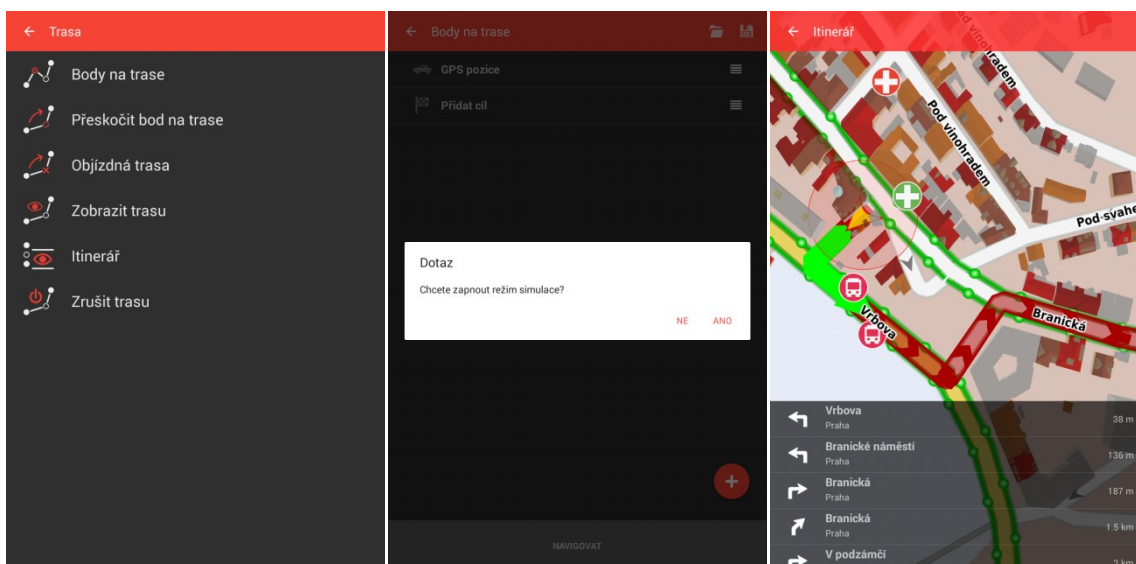 Trasa
Body na trase
Přeskočit bod na trase
Objízdná trasa
Zobrazit trasu
Itinerář
Zrušit trasu
Body na trase
GPS pozice
Přidat cíl
Dotaz
Chcete zapnout režim simulace?
NE ANO
NAVIGOVAT
Itinerář
Pod vinohradem
Pod vinohradem
Pod svahe
Branická
Vrbova
Vrbova
Praha
38 m
Branické náměstí
Praha
136 m
Branická
Praha
187 m
Branická
Praha
1.5 km
V podzámčí
2 km